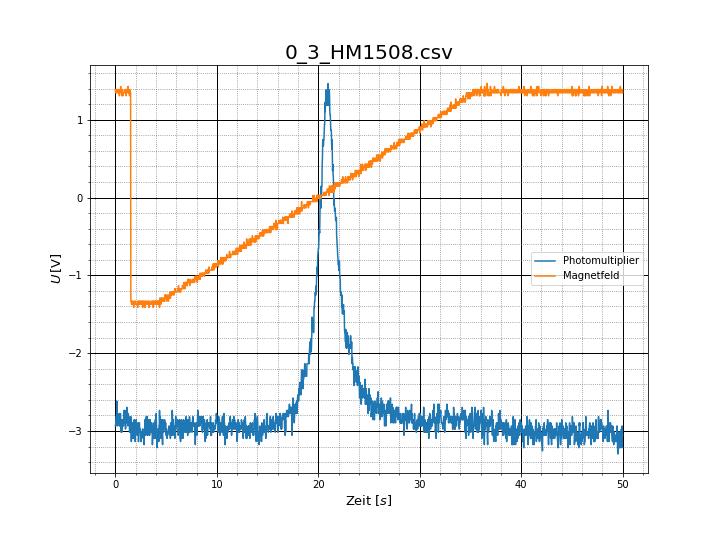 0_3_HM1508.csv
1
0
−1
−2
−3
U [V]
Photomultiplier
Magnetfeld
0 10 20 30 40 50
Zeit [s]